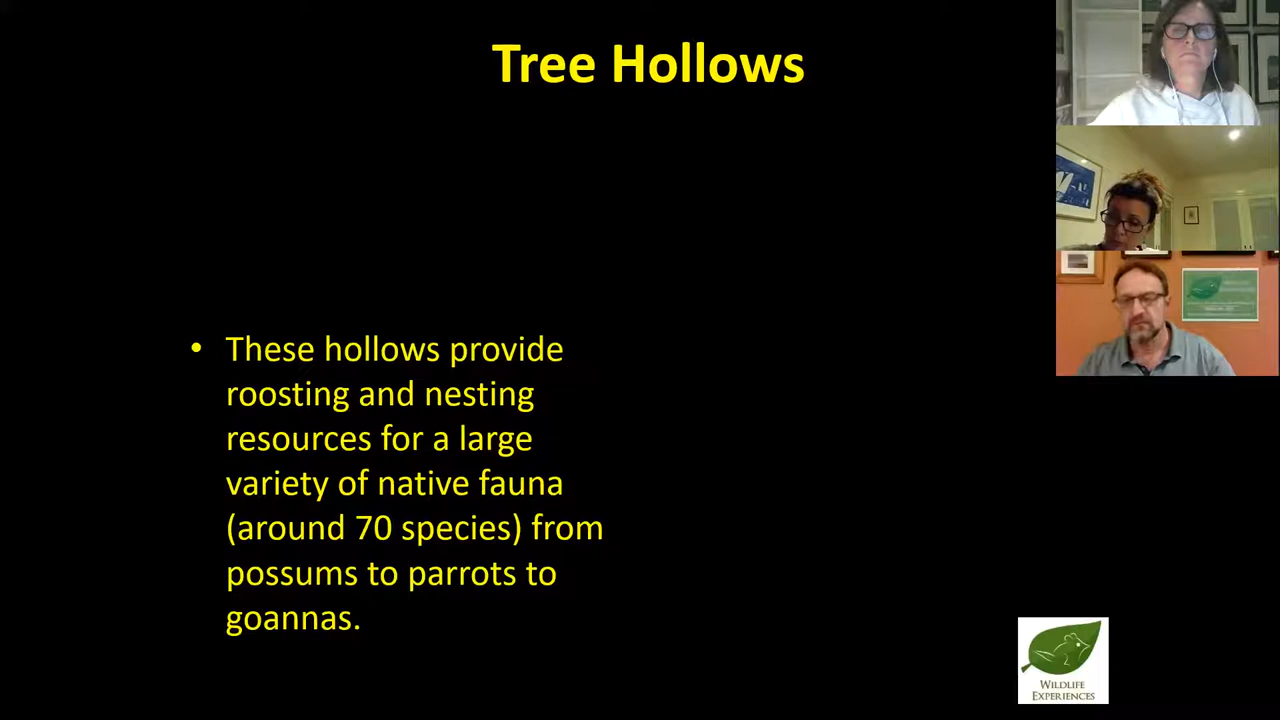 Tree Hollows
• These hollows provide
roosting and nesting
resources for a large
variety of native fauna
(around 70 species) from
possums to parrots to
goannas.
WILDLIFE
EXPERIENCES